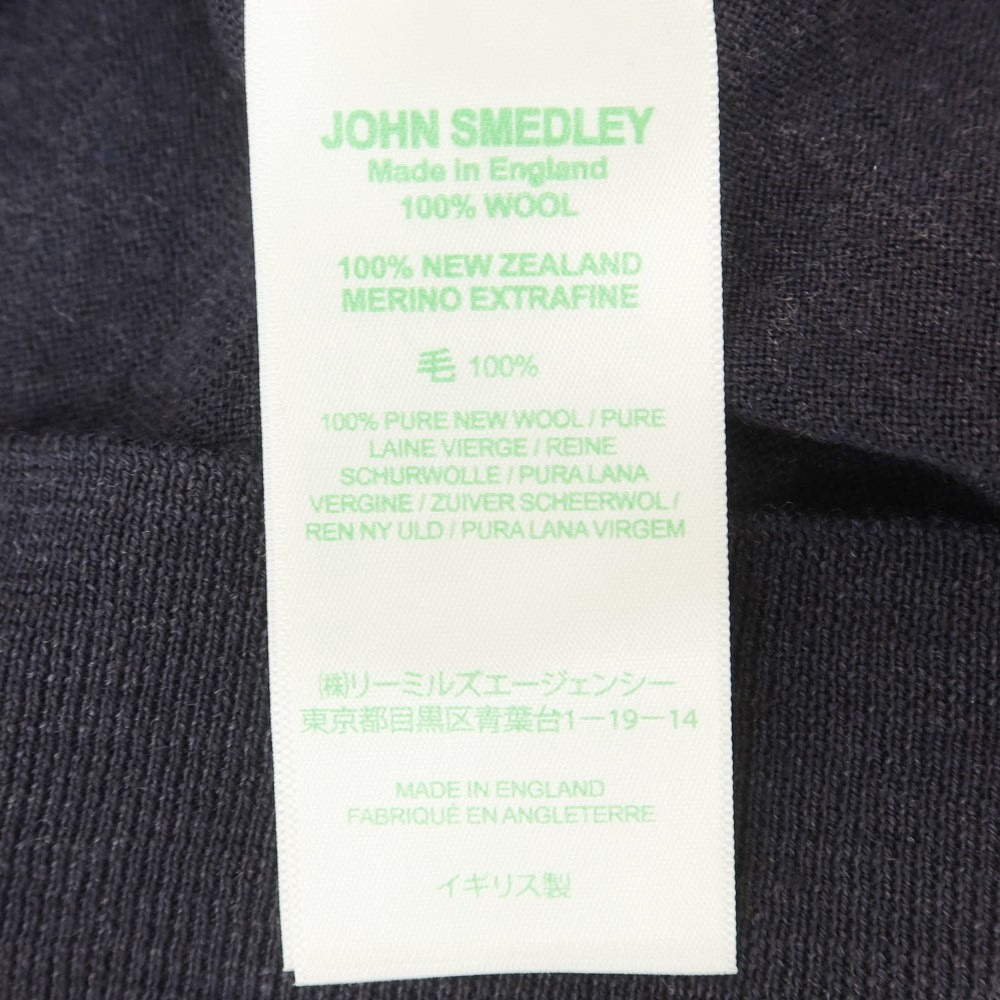 JOHN SMEDLEY
Made in England
100% WOOL
100% NEW ZEALAND
MERINO EXTRAFINE
毛 100%
100% PURE NEW WOOL / PURE
LAINE VIERGE / REINE
SCHURWOLLE / PURA LANA
VERGINE / ZUIVER SCHEERWOL /
REN NY ULD / PURA LANA VIRGEM
㈱リーミルズエージェンシー
東京都目黒区青葉台1−19−14
MADE IN ENGLAND
FABRIQUÉ EN ANGLETERRE
イギリス製